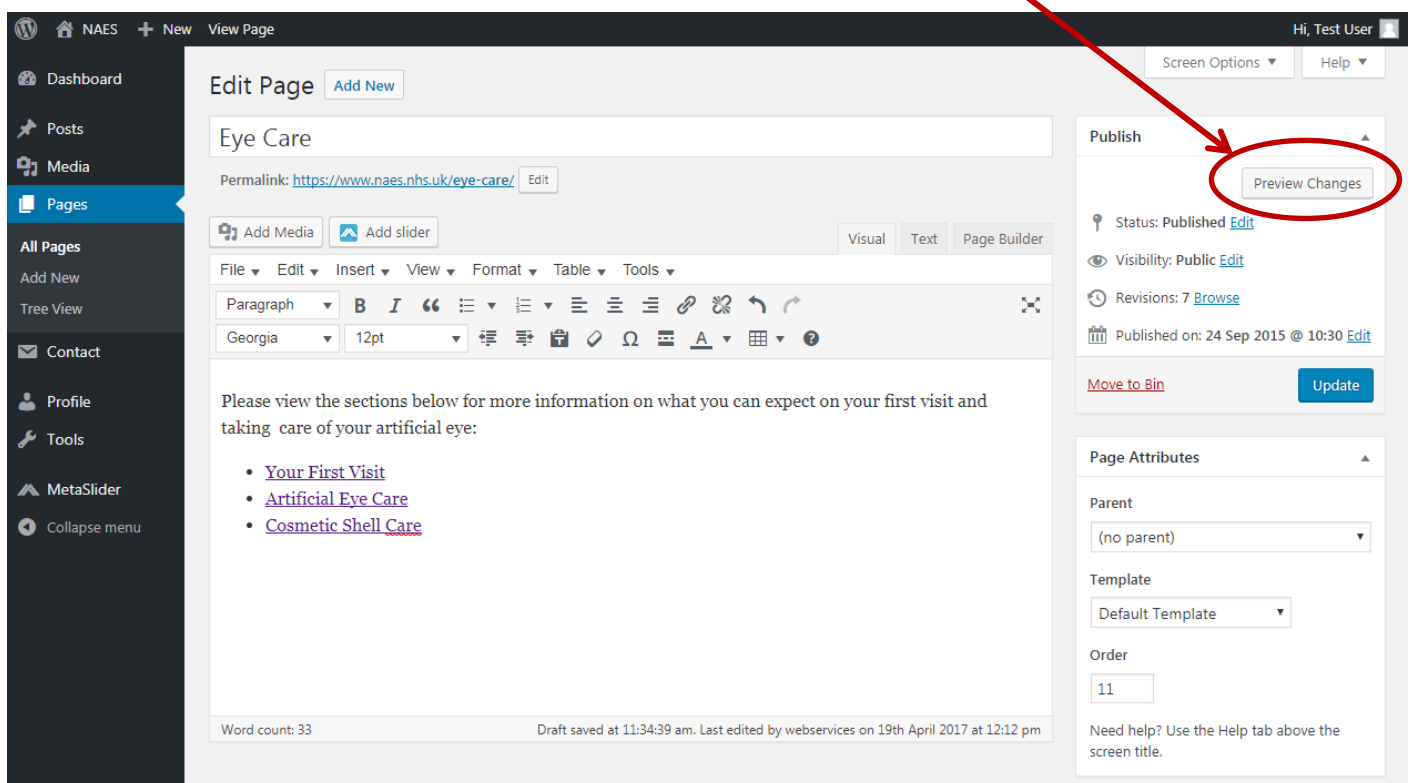 NAES + New View Page Hi, Test User
Dashboard
Posts
Media
Pages
All Pages
Add New
Tree View
Contact
Profile
Tools
MetaSlider
Collapse menu
Screen Options ▼ Help ▼
Edit Page Add New
Eye Care
Permalink: https://www.naes.nhs.uk/eye-care/ Edit
Add Media Add slider
Visual Text Page Builder
File Edit Insert View Format Table Tools
Paragraph B I
Georgia 12pt Ω A
Please view the sections below for more information on what you can expect on your first visit and
taking care of your artificial eye:
• Your First Visit
• Artificial Eye Care
• Cosmetic Shell Care
Word count: 33 Draft saved at 11:34:39 am. Last edited by webservices on 19th April 2017 at 12:12 pm
Publish
Preview Changes
Status: Published Edit
Visibility: Public Edit
Revisions: 7 Browse
Published on: 24 Sep 2015 @ 10:30 Edit
Move to Bin Update
Page Attributes
Parent
(no parent)
Template
Default Template
Order
11
Need help? Use the Help tab above the
screen title.